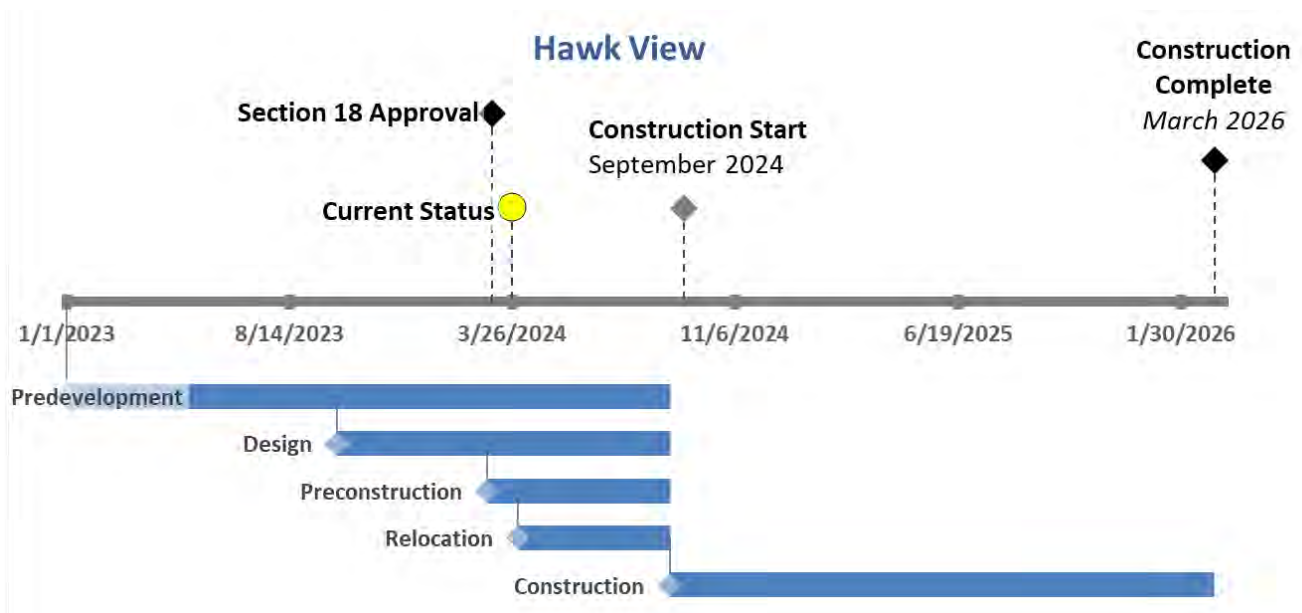 Hawk View
Construction
Complete
March 2026
Section 18 Approval
Construction Start
September 2024
Current Status
1/1/2023
8/14/2023
3/26/2024
11/6/2024
6/19/2025
1/30/2026
Predevelopment
Design
Preconstruction
Relocation
Construction